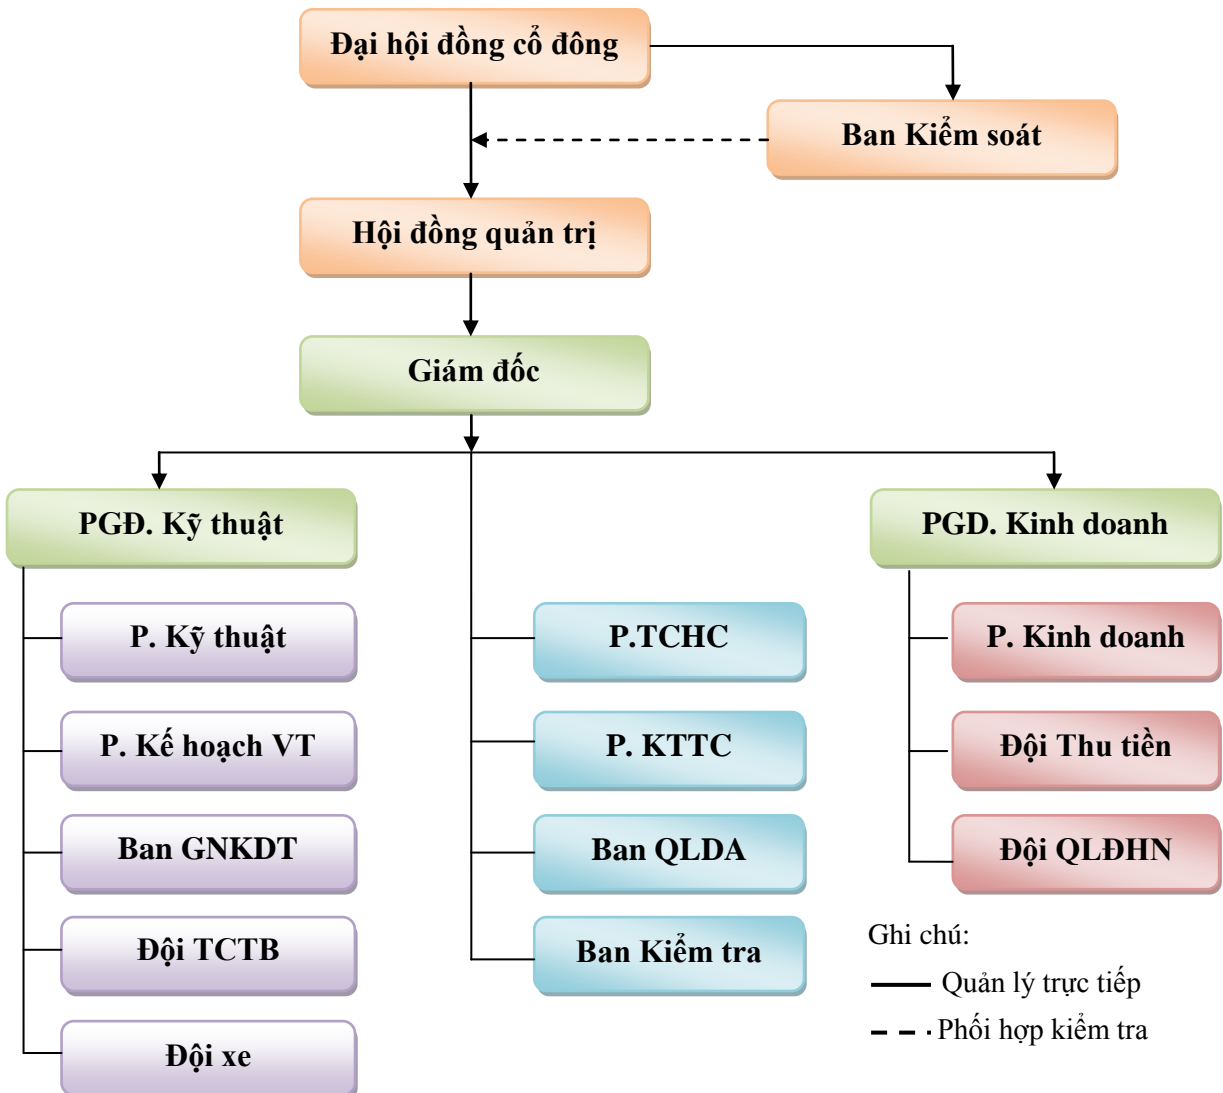 Đại hội đồng cổ đông
Ban Kiểm soát
Hội đồng quản trị
Giám đốc
PGĐ. Kỹ thuật
PGD. Kinh doanh
P. Kỹ thuật
P.TCHC
P. Kinh doanh
P. Kế hoạch VT
P. KTTC
Đội Thu tiền
Ban GNKDT
Ban QLDA
Đội QLĐHN
Đội TCTB
Ban Kiểm tra
Đội xe
Ghi chú:
Quản lý trực tiếp
Phối hợp kiểm tra